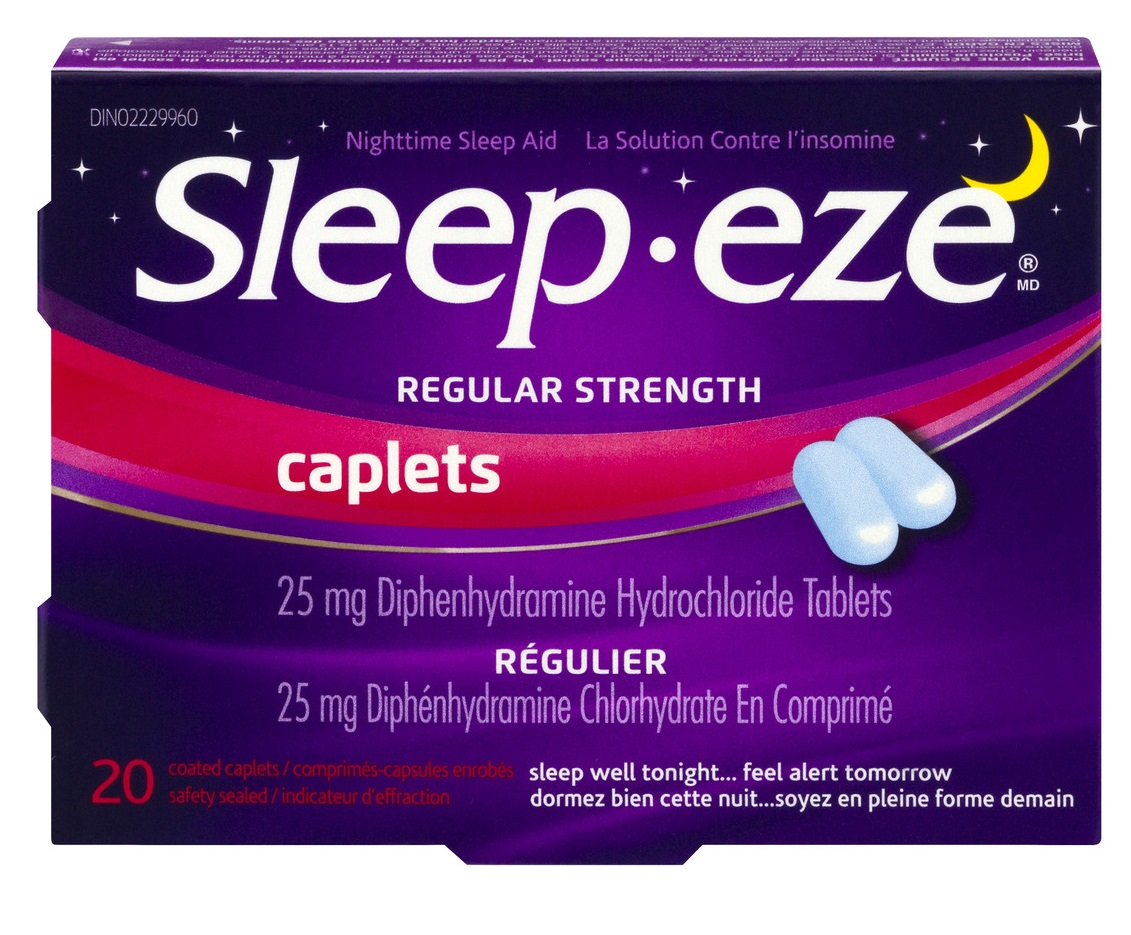 DIN02229960
Nighttime Sleep Aid La Solution Contre l'insomine
Sleep•eze
®
MD
REGULAR STRENGTH
caplets
25 mg Diphenhydramine Hydrochloride Tablets
RÉGULIER
25 mg Diphénhydramine Chlorhydrate En Comprimé
20
coated caplets / comprimés-capsules enrobés
safety sealed / indicateur d'effraction
sleep well tonight... feel alert tomorrow
dormez bien cette nuit...soyez en pleine forme demain